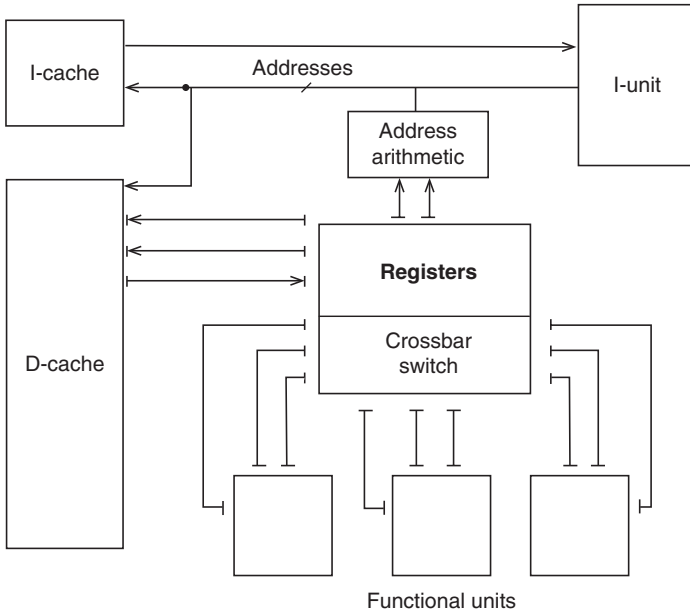 I-cache
Addresses
I-unit
Address
arithmetic
Registers
D-cache
Crossbar
switch
Functional units